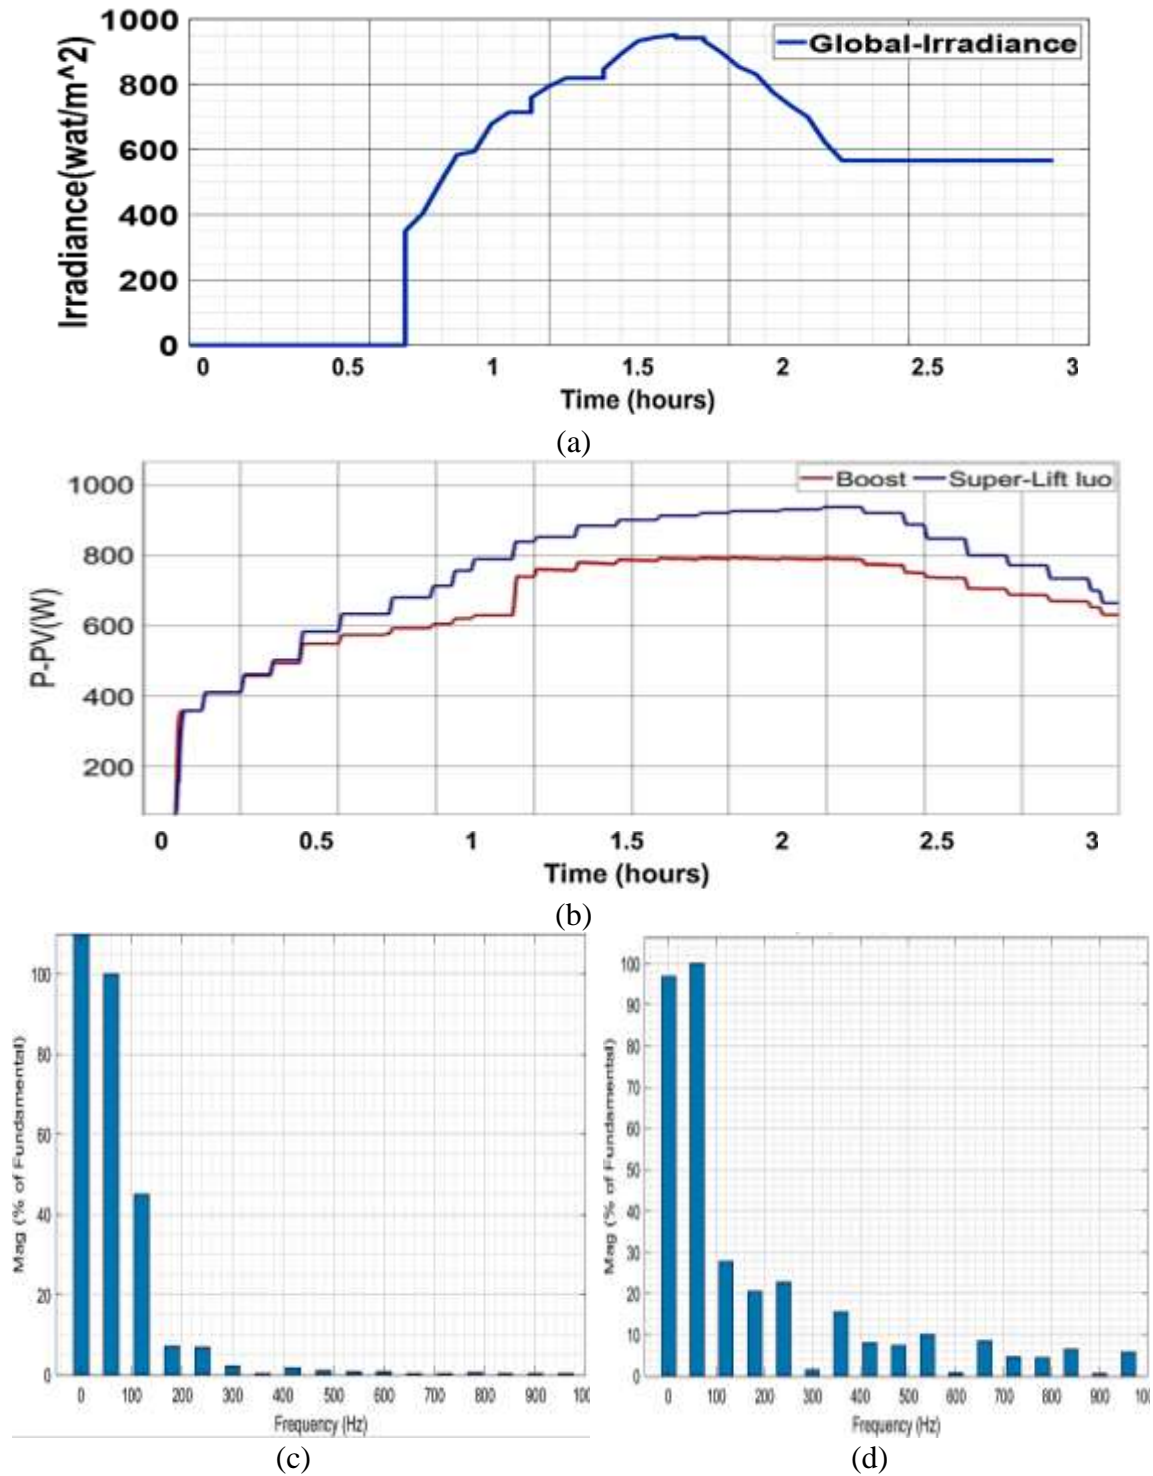 1000
800
600
400
200
0
Irradiance(wat/m^2)
Global-Irradiance
0 0.5 1 1.5 2 2.5 3
Time (hours)
(a)
1000
800
600
400
200
P-PV(W)
Boost Super-Lift luo
0 0.5 1 1.5 2 2.5 3
Time (hours)
(b)
100
80
60
40
20
0
Mag (% of Fundamental)
0 100 200 300 400 500 600 700 800 900 100
Frequency (Hz)
(c)
100
90
80
70
60
50
40
30
20
10
0
Mag (% of Fundamental)
0 100 200 300 400 500 600 700 800 900 100
Frequency (Hz)
(d)